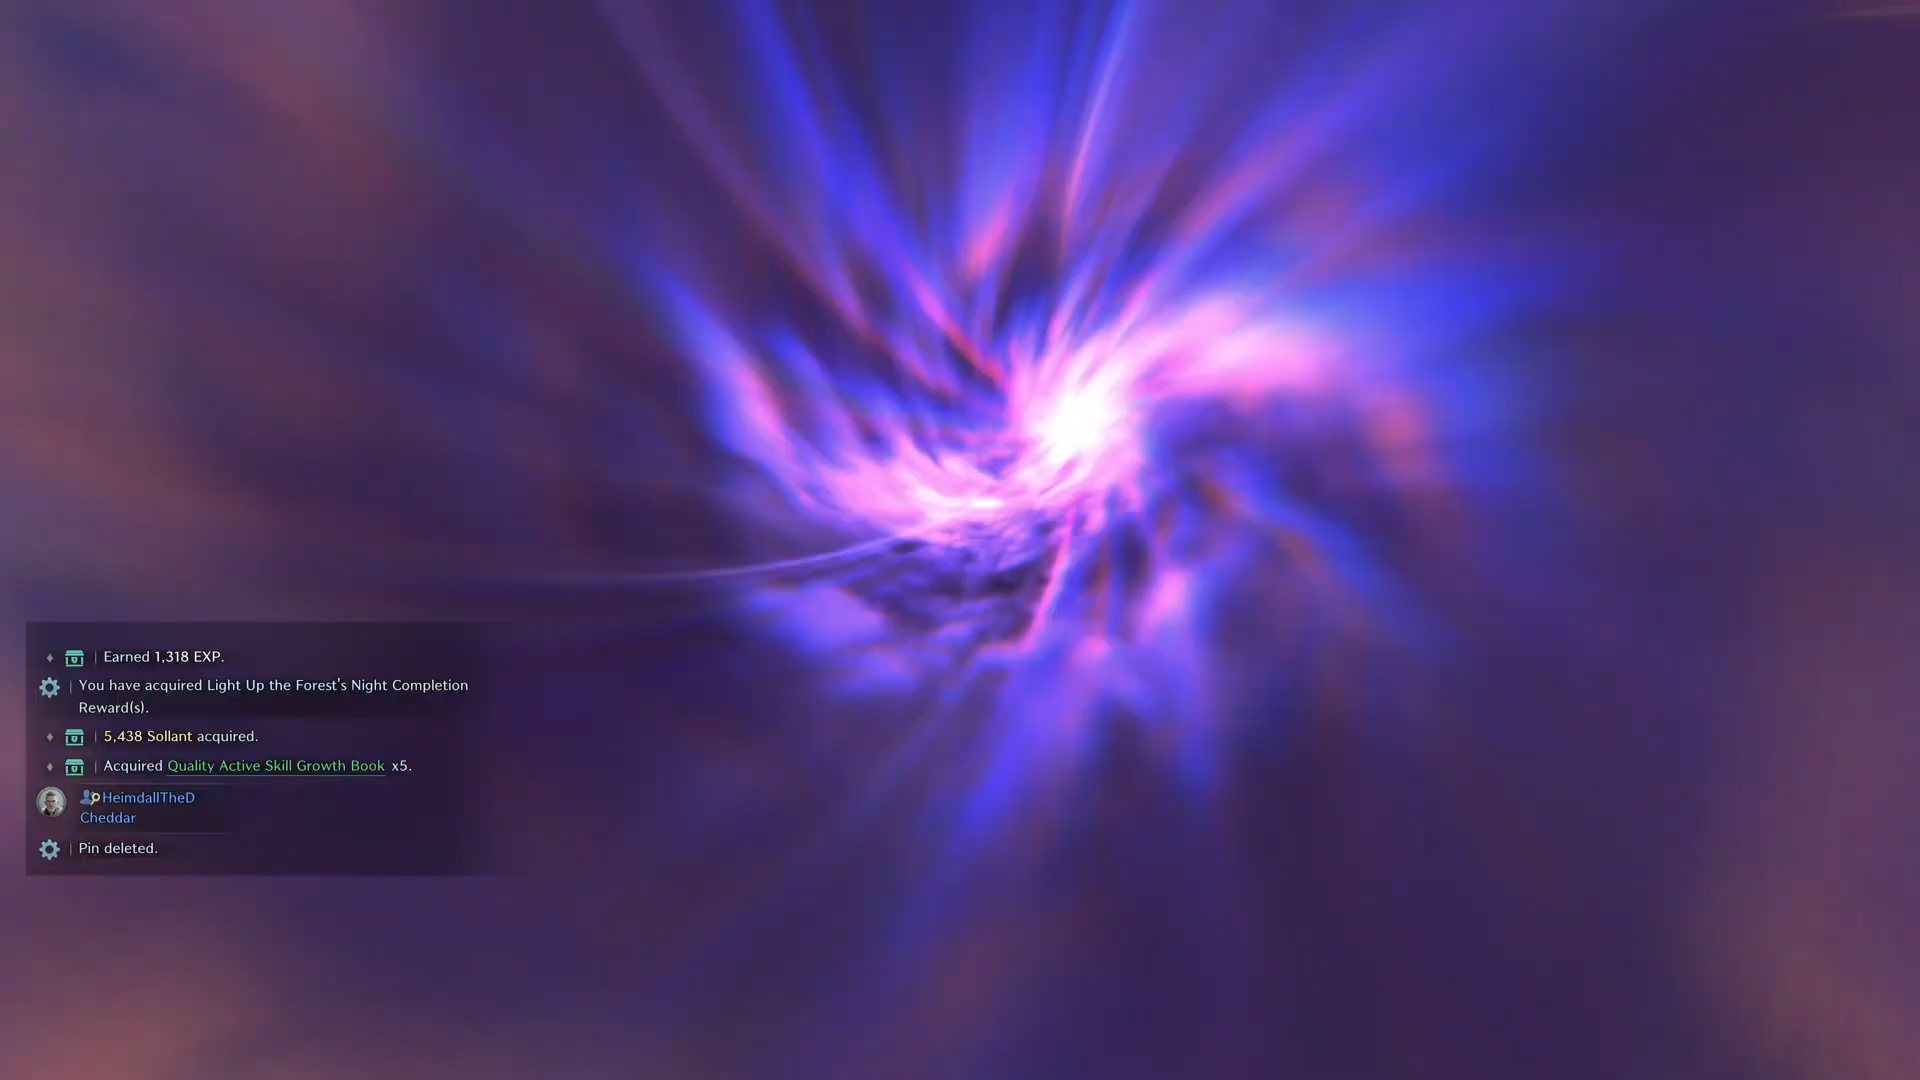 Earned 1,318 EXP.
You have acquired Light Up the Forest's Night Completion
Reward(s).
5,438 Sollant acquired.
Acquired Quality Active Skill Growth Book x5.
HeimdallTheD
Cheddar
Pin deleted.